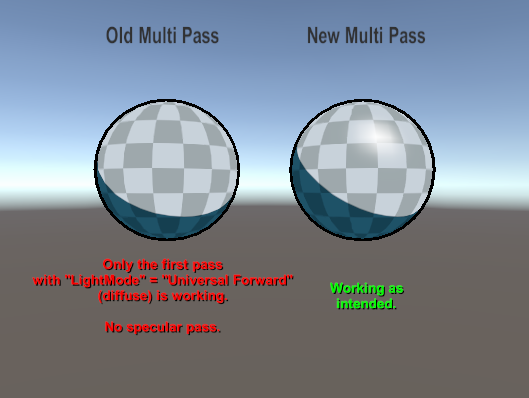 Old Multi Pass
New Multi Pass
Only the first pass
with "LightMode" = "Universal Forward"
(diffuse) is working.
No specular pass.
Working as
intended.